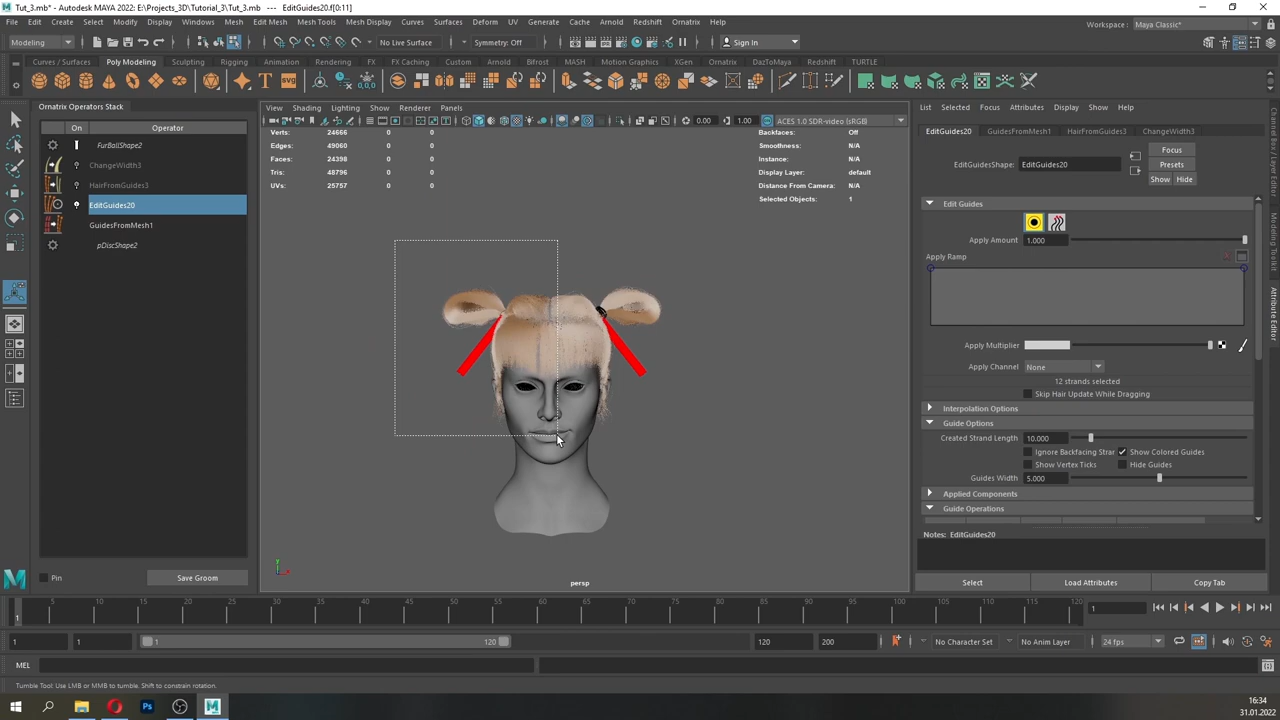 Tut_3.mb* - Autodesk MAYA 2022: E:\Projects_3D\Tutorial_3\Tut_3.mb* --- EditGuides20.f[0:11]
File Edit Create Select Modify Display Windows Mesh Edit Mesh Mesh Tools Mesh Display Curves Surfaces Deform UV Generate Cache Arnold Redshift Ornatrix Help
Workspace : Maya Classic*
Modeling No Live Surface Symmetry: Off Sign In
Curves / Surfaces Poly Modeling Sculpting Rigging Animation Rendering FX FX Caching Custom Arnold Bifrost MASH Motion Graphics XGen Ornatrix DazToMaya Redshift TURTLE
SVG
Ornatrix Operators Stack
On Operator
FurBallShape2
ChangeWidth3
HairFromGuides3
EditGuides20
GuidesFromMesh1
pDiscShape2
Pin Save Groom
View Shading Lighting Show Renderer Panels
0.00 1.00 ACES 1.0 SDR-video (sRGB)
Verts: 24666 0 0
Edges: 49060 0 0
Faces: 24398 0 0
Tris: 48796 0 0
UVs: 25757 0 0
Backfaces: Off
Smoothness: N/A
Instance: N/A
Display Layer: default
Distance From Camera: N/A
Selected Objects: 1
persp
List Selected Focus Attributes Display Show Help
EditGuides20 GuidesFromMesh1 HairFromGuides3 ChangeWidth3
EditGuidesShape: EditGuides20
Focus
Presets
Show Hide
Edit Guides
Apply Amount 1.000
Apply Ramp
Apply Multiplier
Apply Channel None
12 strands selected
Skip Hair Update While Dragging
Interpolation Options
Guide Options
Created Strand Length 10.000
Ignore Backfacing Strar Show Colored Guides
Show Vertex Ticks Hide Guides
Guides Width 5.000
Applied Components
Guide Operations
Notes: EditGuides20
Select Load Attributes Copy Tab
Channel Box / Layer Editor
Modeling Toolkit
Attribute Editor
5 10 15 20 25 30 35 40 45 50 55 60 65 70 75 80 85 90 95 100 105 110 115 120
1 1
1 1 1 120 120 200 No Character Set No Anim Layer 24 fps
MEL
Tumble Tool: Use LMB or MMB to tumble. Shift to constrain rotation.
16:34
31.01.2022